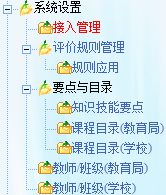 系统设置
接入管理
评价规则管理
规则应用
要点与目录
知识技能要点
课程目录(教育局)
课程目录(学校)
教师/班级(教育局)
教师/班级(学校)